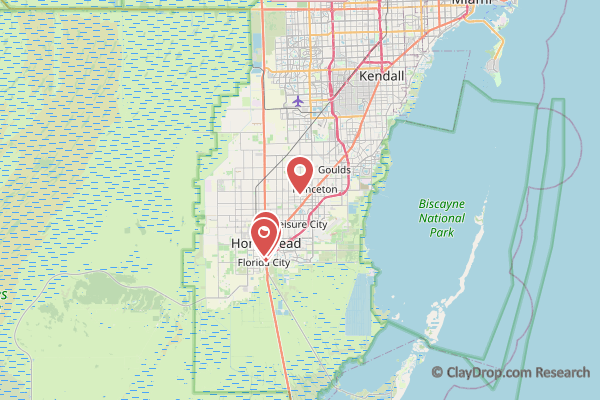 Miami
Kendall
Goulds
Princeton
Leisure City
Homestead
Florida City
Biscayne
National
Park
© ClayDrop.com Research